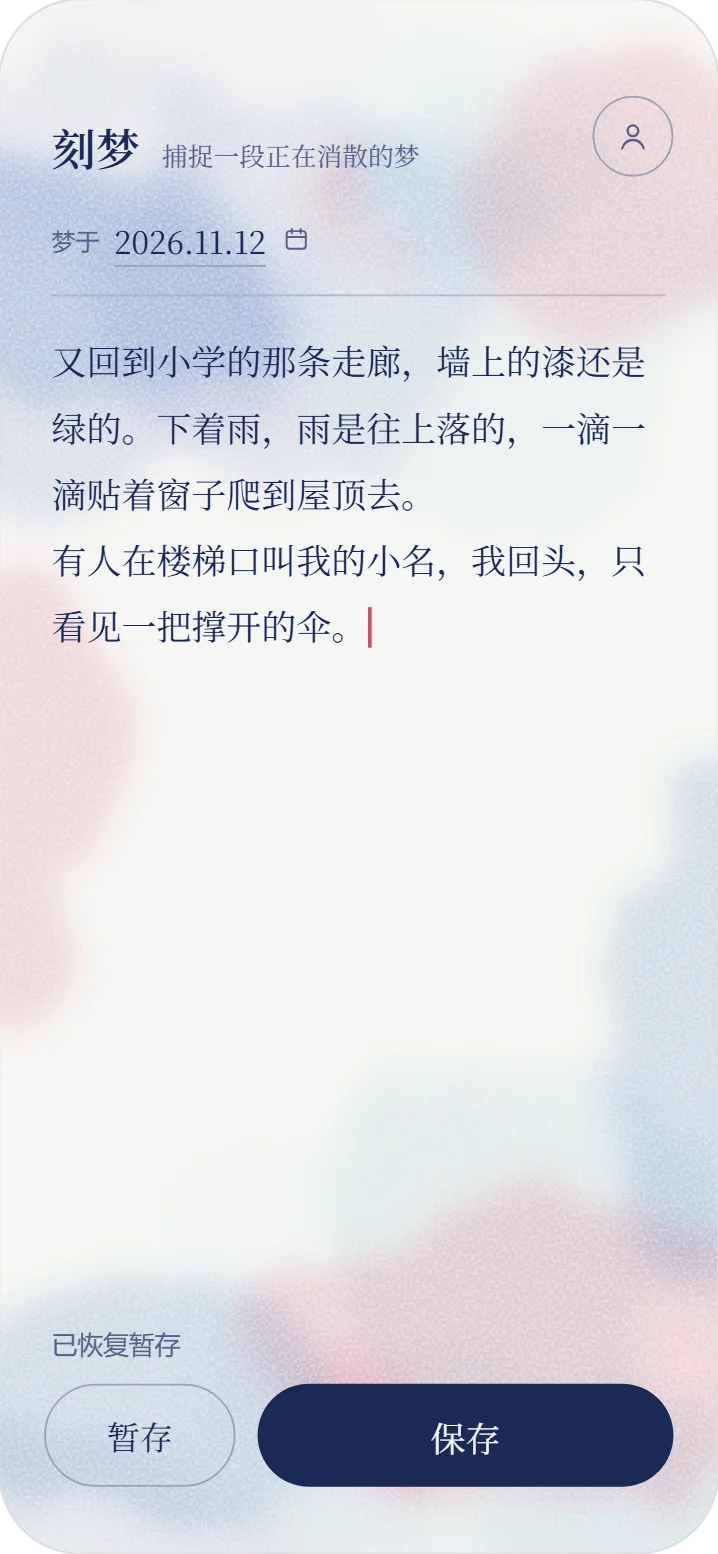 刻梦 捕捉一段正在消散的梦
梦于 2026.11.12
又回到小学的那条走廊，墙上的漆还是
绿的。下着雨，雨是往上落的，一滴一
滴贴着窗子爬到屋顶去。
有人在楼梯口叫我的小名，我回头，只
看见一把撑开的伞。
已恢复暂存
暂存 保存